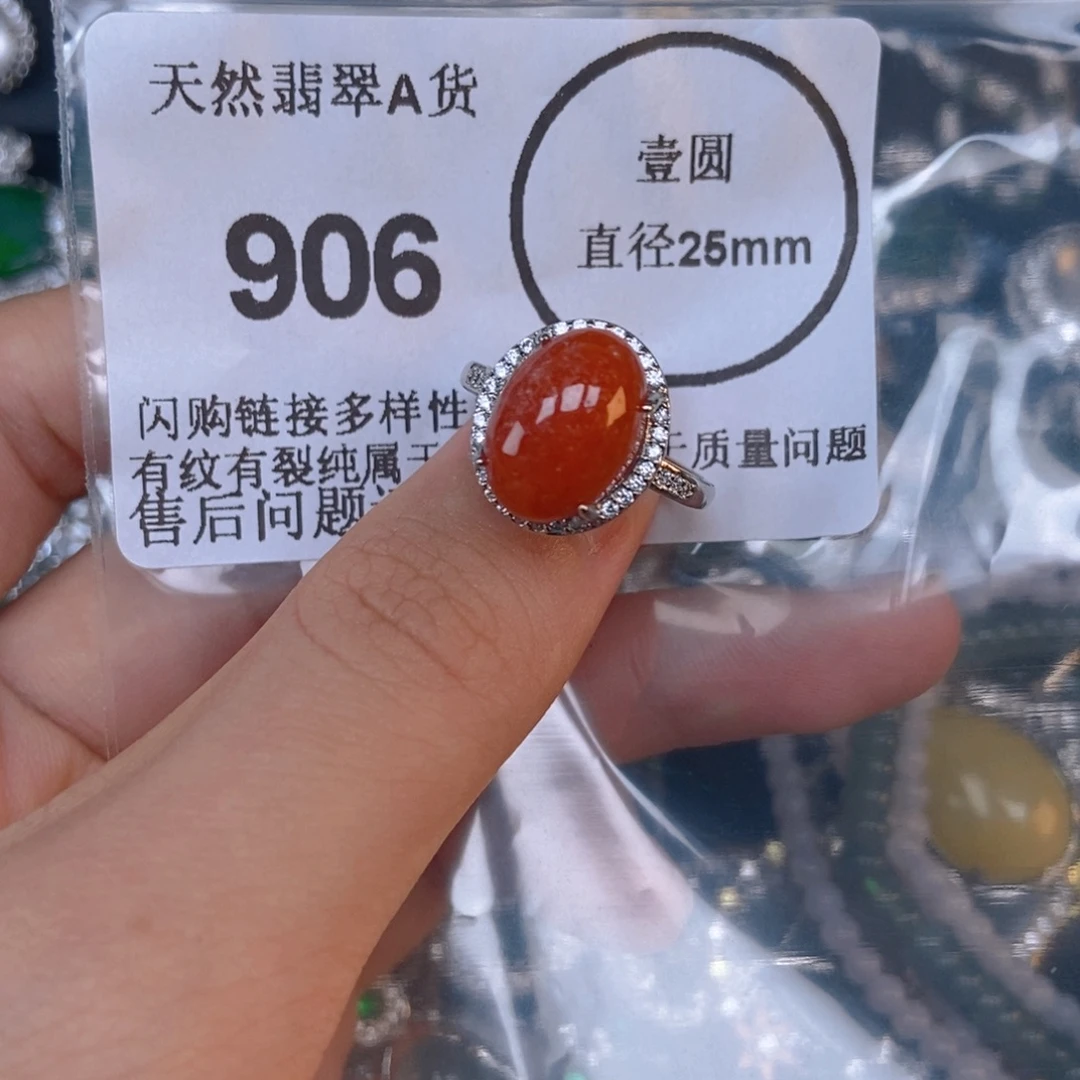 天然翡翠A货
906
壹圆
直径25mm
闪购链接多样性
有纹有裂纯属 质量问题
售后问题